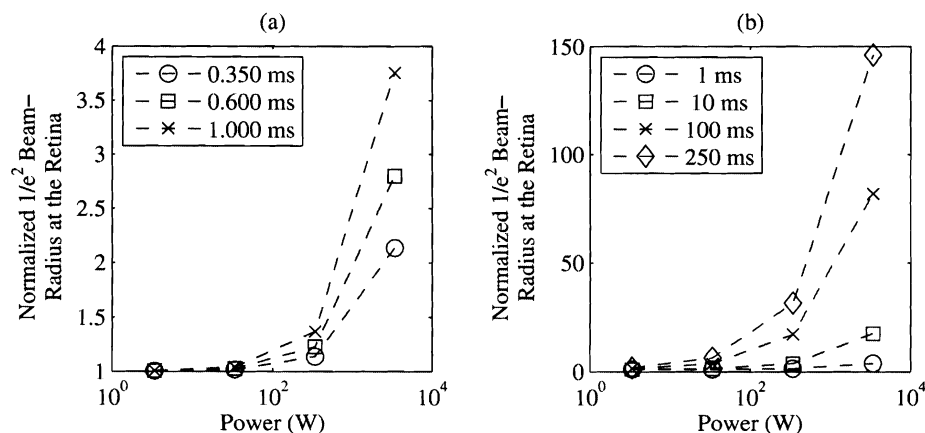 (a)
Normalized 1/e² Beam–
Radius at the Retina
4
3.5
3
2.5
2
1.5
1
0.350 ms
0.600 ms
1.000 ms
10⁰
10²
10⁴
Power (W)
(b)
Normalized 1/e² Beam–
Radius at the Retina
150
100
50
0
1 ms
10 ms
100 ms
250 ms
10⁰
10²
10⁴
Power (W)